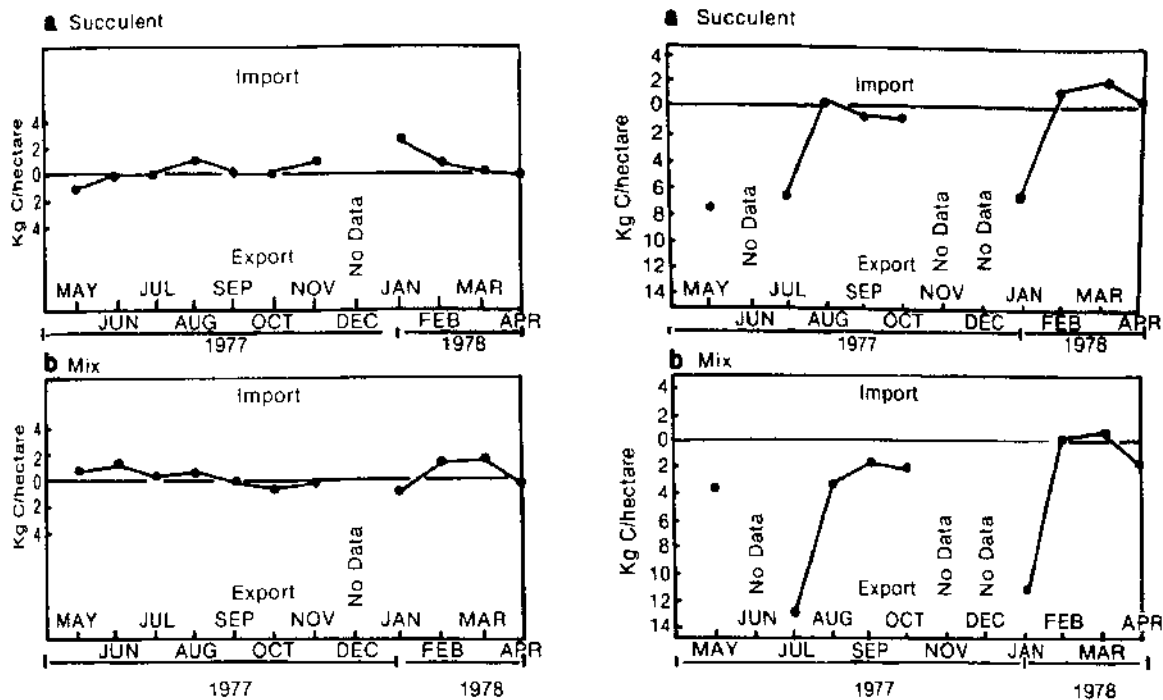 a Succulent
Import
4
2
0
2
4
Kg C/hectare
No Data
Export
MAY JUL SEP NOV JAN MAR
JUN AUG OCT DEC FEB APR
1977 1978
b Mix
Import
4
2
0
2
4
Kg C/hectare
No Data
Export
MAY JUL SEP NOV JAN MAR
JUN AUG OCT DEC FEB APR
1977 1978
a Succulent
4
2
0
2
4
6
8
10
12
14
Import
Kg C/hectare
No Data
No Data
No Data
Export
MAY JUL SEP NOV JAN MAR
JUN AUG OCT DEC FEB APR
1977 1978
b Mix
Import
2
0
2
4
6
8
10
12
14
Kg C/hectare
No Data
No Data
No Data
Export
JUN AUG OCT DEC FEB APR
MAY JUL SEP NOV JAN MAR
1977 1978